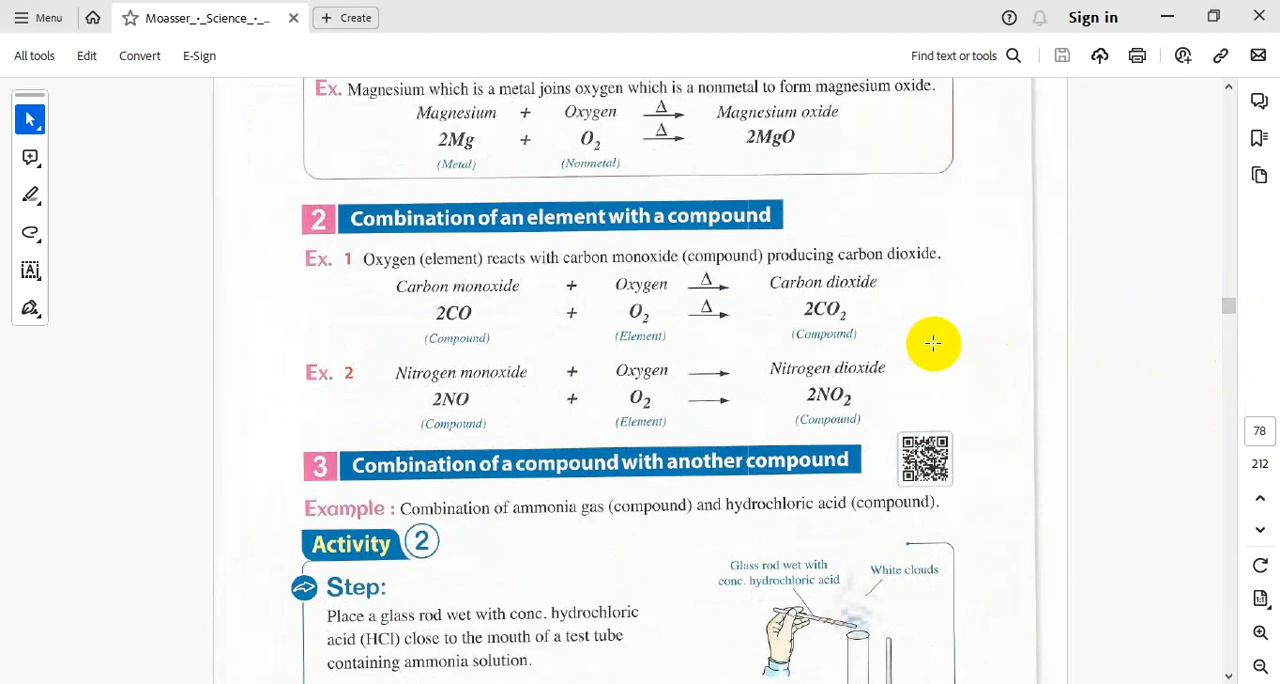 Menu
Moasser_•_Science_•_-
Create
Sign in
All tools
Edit
Convert
E-Sign
Find text or tools
Ex. Magnesium which is a metal joins oxygen which is a nonmetal to form magnesium oxide.
Magnesium + Oxygen Δ→ Magnesium oxide
2Mg + O₂ Δ→ 2MgO
(Metal) (Nonmetal)
2 Combination of an element with a compound
Ex. 1 Oxygen (element) reacts with carbon monoxide (compound) producing carbon dioxide.
Carbon monoxide + Oxygen Δ→ Carbon dioxide
2CO + O₂ Δ→ 2CO₂
(Compound) (Element) (Compound)
Ex. 2 Nitrogen monoxide + Oxygen → Nitrogen dioxide
2NO + O₂ → 2NO₂
(Compound) (Element) (Compound)
3 Combination of a compound with another compound
Example : Combination of ammonia gas (compound) and hydrochloric acid (compound).
Activity 2
Step:
Place a glass rod wet with conc. hydrochloric
acid (HCl) close to the mouth of a test tube
containing ammonia solution.
Glass rod wet with
conc. hydrochloric acid
White clouds
78
212